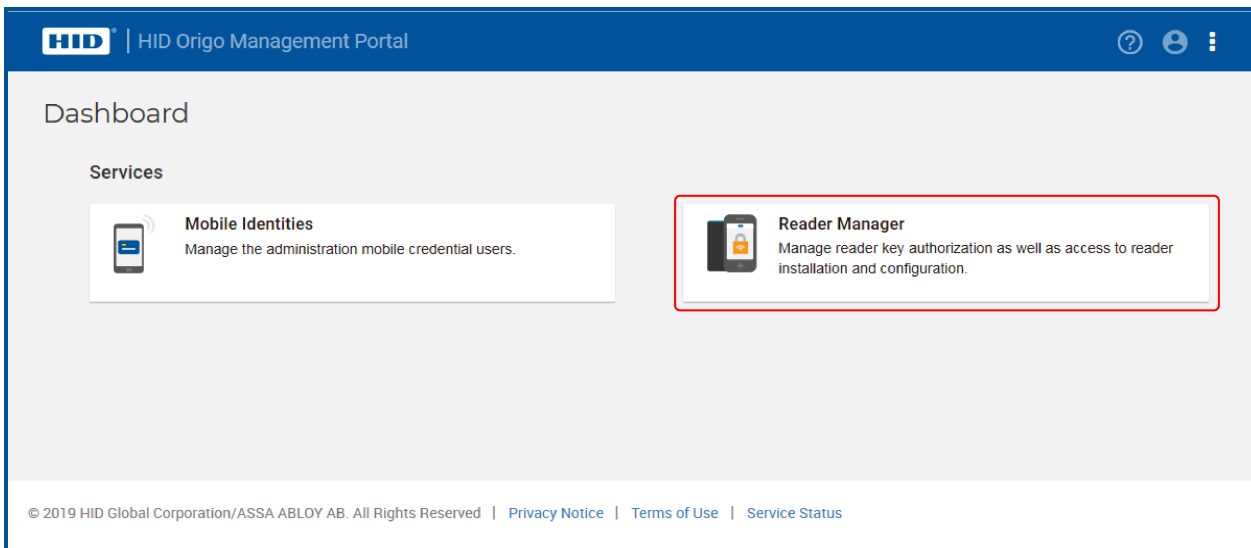 HID® | HID Origo Management Portal
Dashboard
Services
Mobile Identities
Manage the administration mobile credential users.
Reader Manager
Manage reader key authorization as well as access to reader
installation and configuration.
© 2019 HID Global Corporation/ASSA ABLOY AB. All Rights Reserved | Privacy Notice | Terms of Use | Service Status